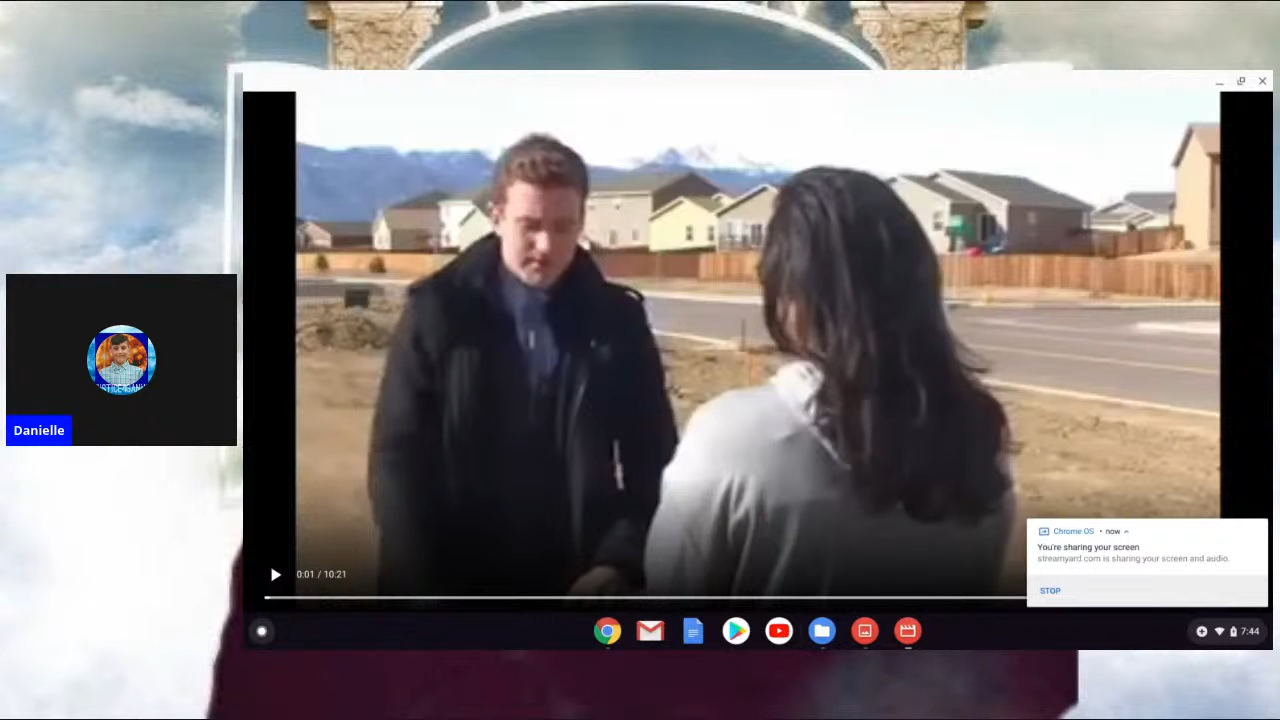 Danielle
0:01 / 10:21
Chrome OS • now
You're sharing your screen
streamyard.com is sharing your screen and audio.
STOP
7:44